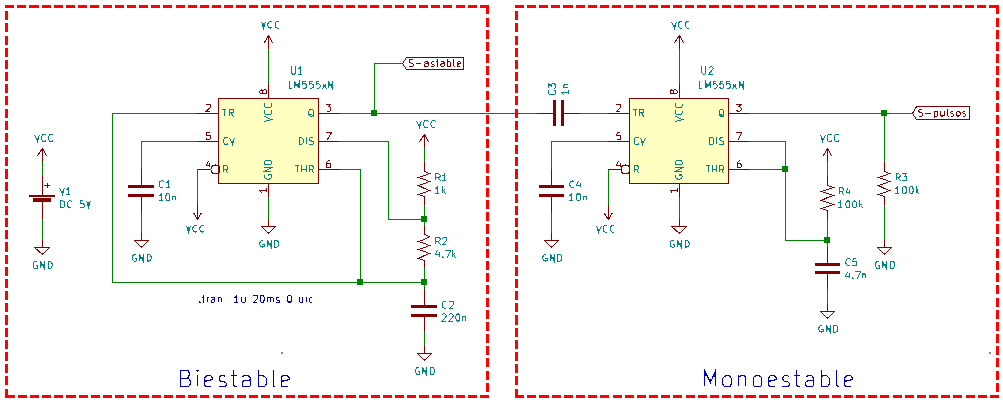 VCC
VCC
U1
LM555xN
U2
LM555xN
S-astable
C3
1n
8
VCC
8
VCC
2 TR Q 3
2 TR Q 3
S-pulsos
VCC
5 CV DIS 7
VCC
5 CV DIS 7
VCC
4 R GND THR 6
4 R GND THR 6
1
1
V1
DC 5V
C1
10n
R1
1k
C4
10n
R4
100k
R3
100k
VCC
VCC
GND
GND
GND
R2
4.7k
GND
GND
GND
C5
4.7n
GND
.tran 1u 20ms 0 uic
C2
220n
GND
GND
Biestable
Monoestable